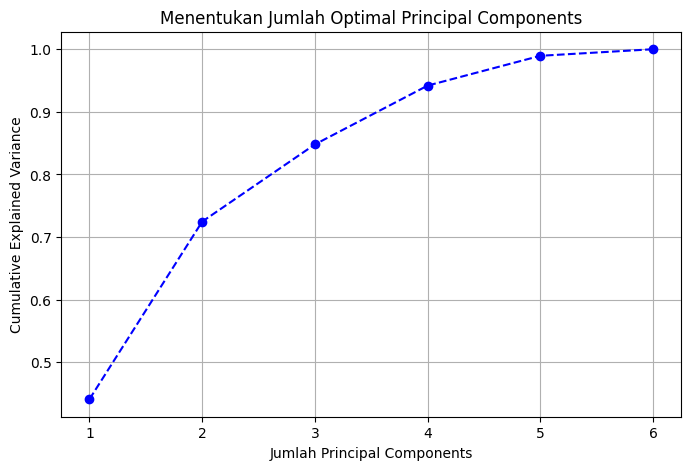 Menentukan Jumlah Optimal Principal Components
Cumulative Explained Variance
1.0
0.9
0.8
0.7
0.6
0.5
1 2 3 4 5 6
Jumlah Principal Components